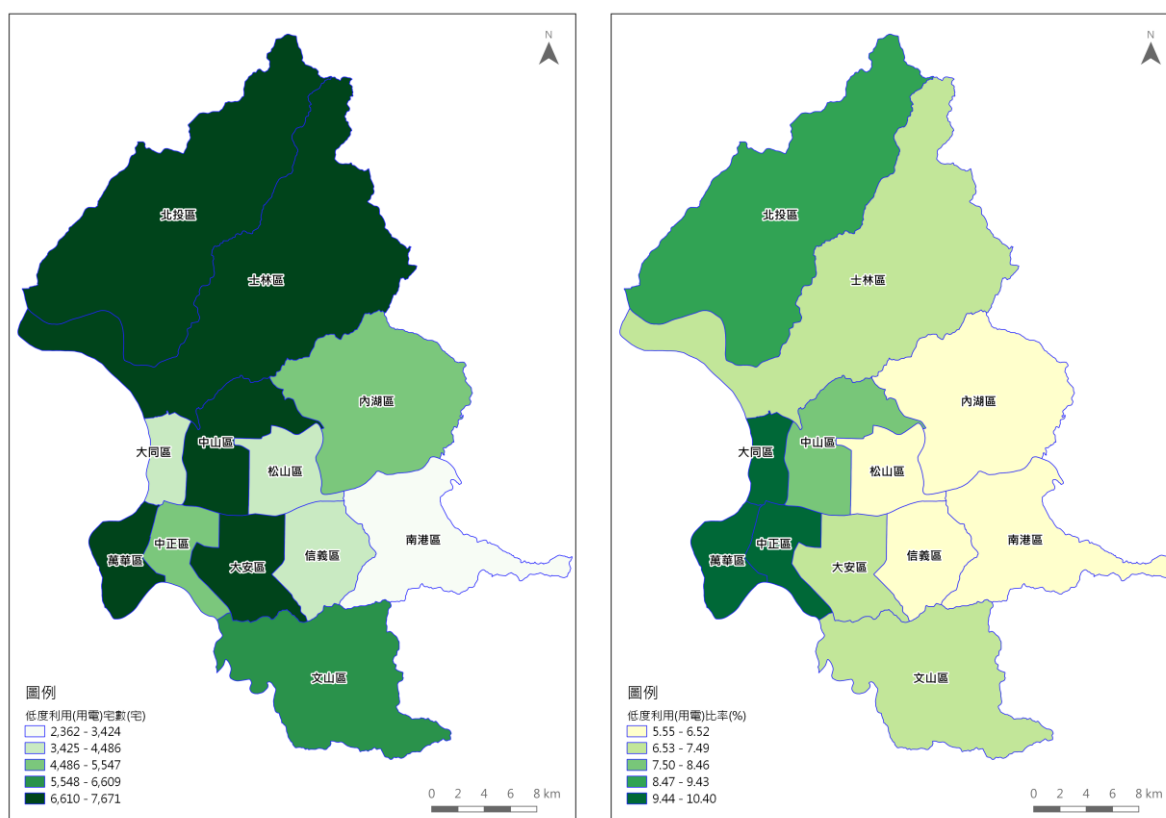 N
北投區
士林區
內湖區
中山區
大同區
松山區
南港區
中正區
信義區
萬華區
大安區
文山區
圖例
低度利用(用電)宅數(宅)
2,362 - 3,424
3,425 - 4,486
4,486 - 5,547
5,548 - 6,609
6,610 - 7,671
0 2 4 6 8 km
N
北投區
士林區
內湖區
中山區
大同區
松山區
南港區
中正區
信義區
萬華區
大安區
文山區
圖例
低度利用(用電)比率(%)
5.55 - 6.52
6.53 - 7.49
7.50 - 8.46
8.47 - 9.43
9.44 - 10.40
0 2 4 6 8 km